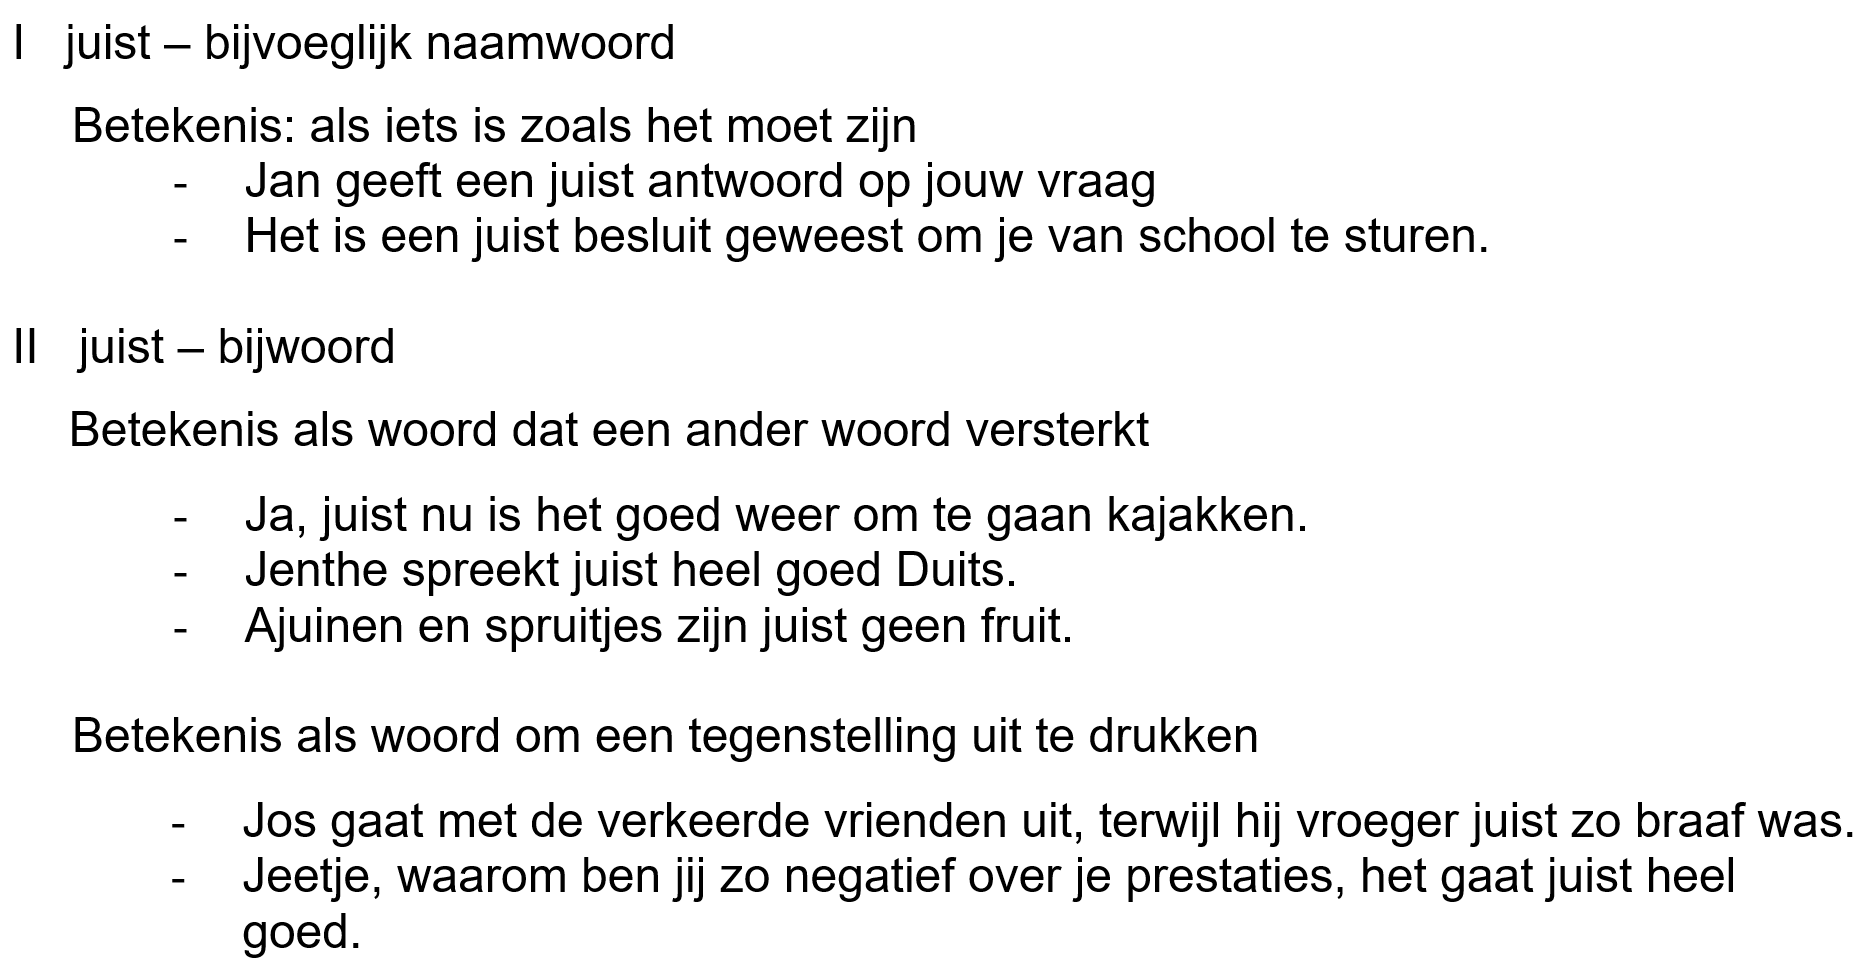 I juist – bijvoeglijk naamwoord
Betekenis: als iets is zoals het moet zijn
- Jan geeft een juist antwoord op jouw vraag
- Het is een juist besluit geweest om je van school te sturen.
II juist – bijwoord
Betekenis als woord dat een ander woord versterkt
- Ja, juist nu is het goed weer om te gaan kajakken.
- Jenthe spreekt juist heel goed Duits.
- Ajuinen en spruitjes zijn juist geen fruit.
Betekenis als woord om een tegenstelling uit te drukken
- Jos gaat met de verkeerde vrienden uit, terwijl hij vroeger juist zo braaf was.
- Jeetje, waarom ben jij zo negatief over je prestaties, het gaat juist heel
goed.